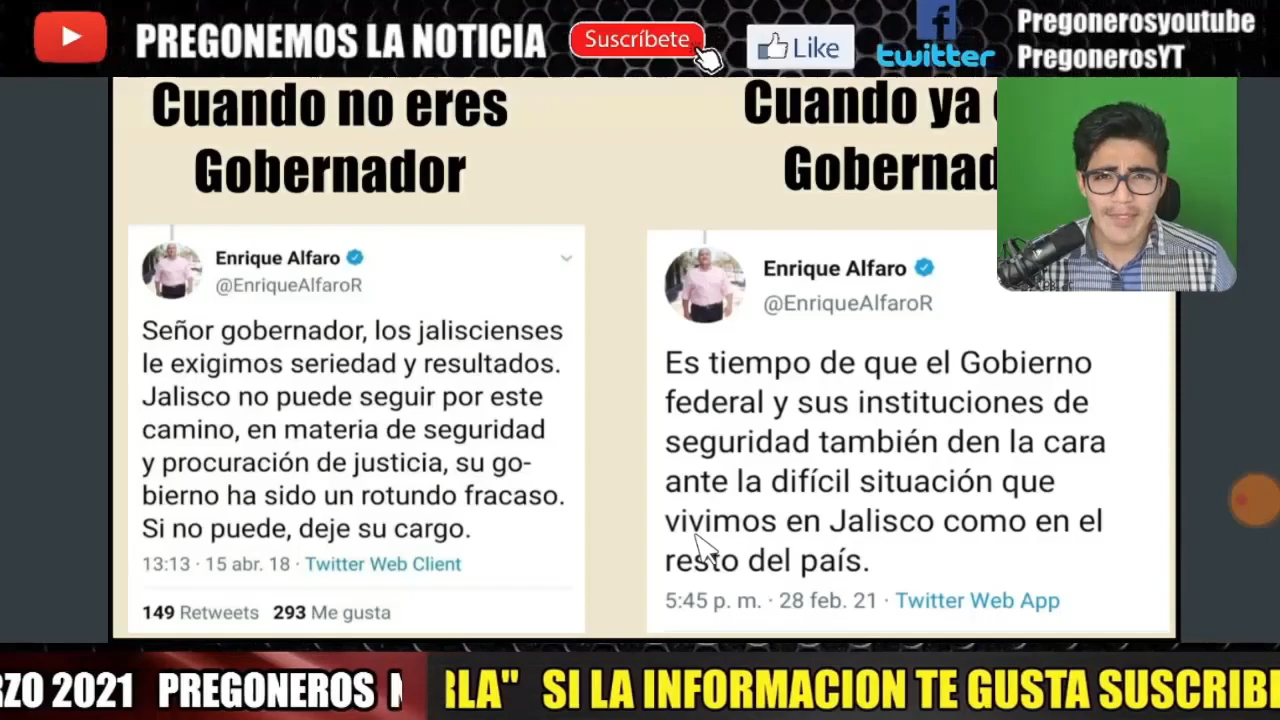 PREGONEMOS LA NOTICIA
Suscríbete
Like
twitter
Pregonerosyoutube
PregonerosYT
Cuando no eres
Gobernador
Enrique Alfaro
@EnriqueAlfaroR
Señor gobernador, los jaliscienses
le exigimos seriedad y resultados.
Jalisco no puede seguir por este
camino, en materia de seguridad
y procuración de justicia, su go-
bierno ha sido un rotundo fracaso.
Si no puede, deje su cargo.
13:13 · 15 abr. 18 · Twitter Web Client
149 Retweets 293 Me gusta
Cuando ya
Gobernad
Enrique Alfaro
@EnriqueAlfaroR
Es tiempo de que el Gobierno
federal y sus instituciones de
seguridad también den la cara
ante la difícil situación que
vivimos en Jalisco como en el
resto del país.
5:45 p. m. · 28 feb. 21 · Twitter Web App
RZO 2021 PREGONEROS
RLA" SI LA INFORMACION TE GUSTA SUSCRIB